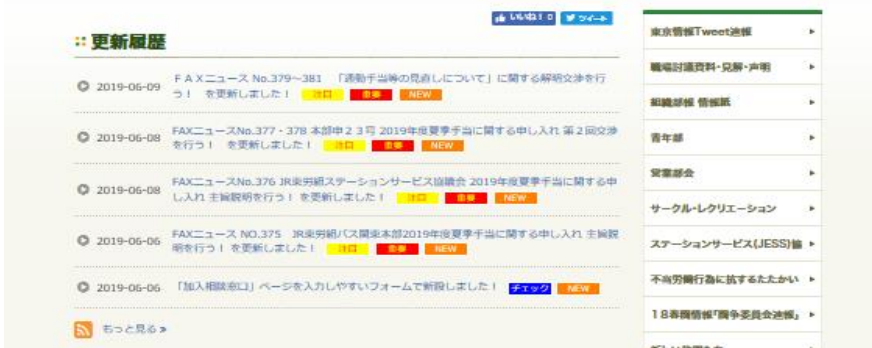 いいね！ 0 ツイート
更新履歴
2019-06-09 ＦＡＸニュース No.379～381 「通勤手当等の見直しについて」に関する解明交渉を行
う！ を更新しました！ 注目 重要 NEW
2019-06-08 FAXニュースNo.377・378 本部申２３号 2019年度夏季手当に関する申し入れ 第２回交渉
を行う！ を更新しました！ 注目 重要 NEW
2019-06-08 FAXニュースNo.376 JR東労組ステーションサービス協議会 2019年度夏季手当に関する申
し入れ 主旨説明を行う！ を更新しました！ 注目 重要 NEW
2019-06-06 FAXニュース NO.375 JR東労組バス関東本部2019年度夏季手当に関する申し入れ 主旨説
明を行う！ を更新しました！ 注目 重要 NEW
2019-06-06 「加入相談窓口」ページを入力しやすいフォームで新設しました！ チェック NEW
もっと見る
東京情報Tweet速報
職場討議資料・見解・声明
組織部報 情報紙
青年部
営業部会
サークル・レクリエーション
ステーションサービス(JESS)協
不当労働行為に抗するたたかい
１８春闘情報「闘争委員会速報」